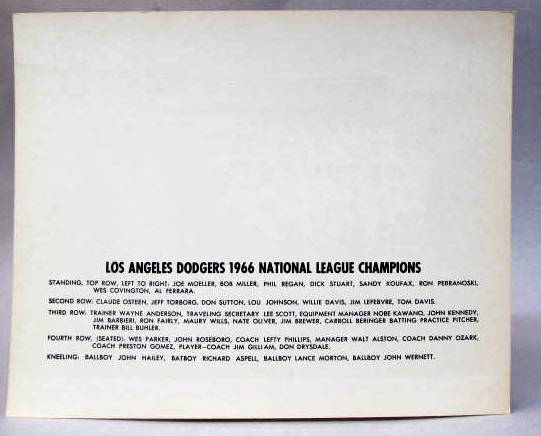 LOS ANGELES DODGERS 1966 NATIONAL LEAGUE CHAMPIONS
STANDING, TOP ROW, LEFT TO RIGHT: JOE MOELLER, BOB MILLER, PHIL REGAN, DICK STUART, SANDY KOUFAX, RON PERRANOSKI,
WES COVINGTON, AL FERRARA.
SECOND ROW: CLAUDE OSTEEN, JEFF TORBORG, DON SUTTON, LOU JOHNSON, WILLIE DAVIS, JIM LEFEBVRE, TOM DAVIS.
THIRD ROW: TRAINER WAYNE ANDERSON, TRAVELING SECRETARY LEE SCOTT, EQUIPMENT MANAGER NOBE KAWANO, JOHN KENNEDY,
JIM BARBIERI, RON FAIRLY, MAURY WILLS, NATE OLIVER, JIM BREWER, CARROLL BERINGER BATTING PRACTICE PITCHER,
TRAINER BILL BUHLER.
FOURTH ROW, (SEATED): WES PARKER, JOHN ROSEBORO, COACH LEFTY PHILLIPS, MANAGER WALT ALSTON, COACH DANNY OZARK,
COACH PRESTON GOMEZ, PLAYER—COACH JIM GILLIAM, DON DRYSDALE.
KNEELING: BALLBOY JOHN HAILEY, BATBOY RICHARD ASPELL, BALLBOY LANCE MORTON, BALLBOY JOHN WERNETT.